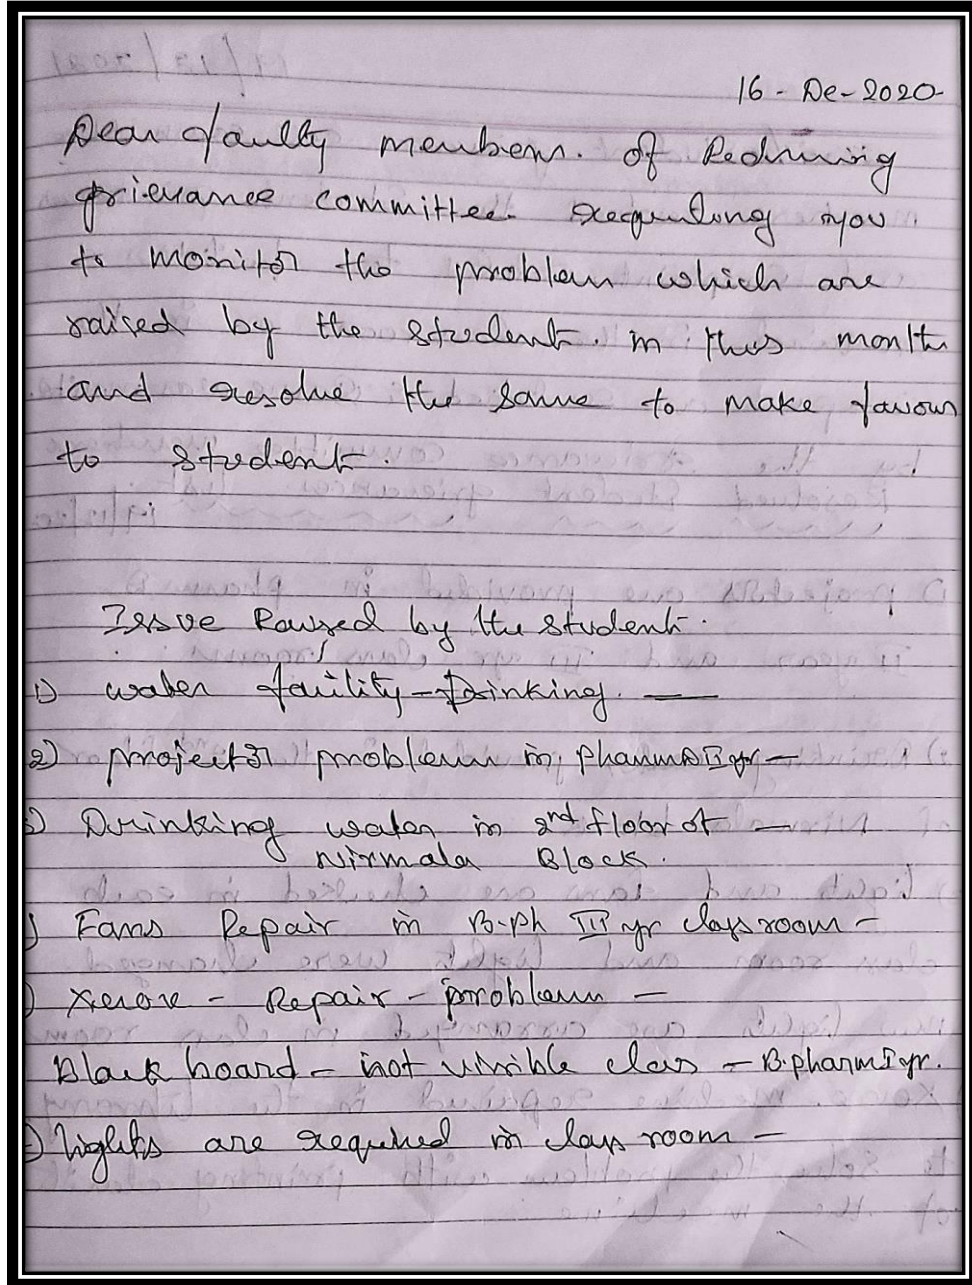 16 - De - 2020
Dear faulty members. of Redrusing
grievance committee. requesting you
to monitor the problem which are
raised by the student. in this month
and resolve the same to make favour
to student.
Issue Raised by the student.
1) water facility - Drinking. —
2) projector problem in pharmD II yr —
3) Drinking water in 2nd floor of —
Nirmala Block.
) Fans Repair in B.ph III yr class room -
) Xerox - Repair - problem —
Black board - not visible class - B.pharm I yr.
) Lights are required in class room —